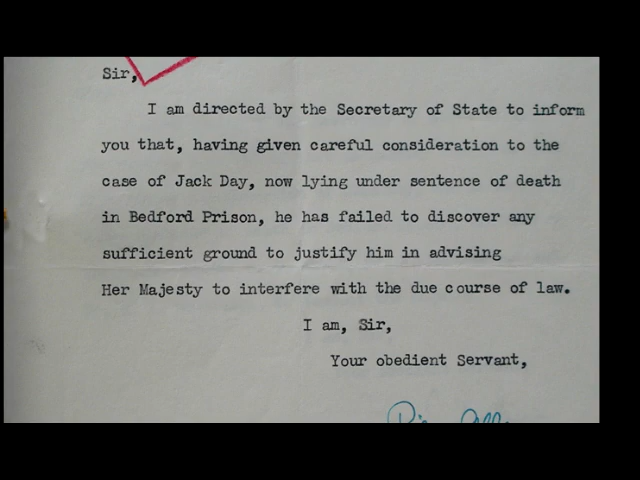 Sir,
I am directed by the Secretary of State to inform
you that, having given careful consideration to the
case of Jack Day, now lying under sentence of death
in Bedford Prison, he has failed to discover any
sufficient ground to justify him in advising
Her Majesty to interfere with the due course of law.
I am, Sir,
Your obedient Servant,